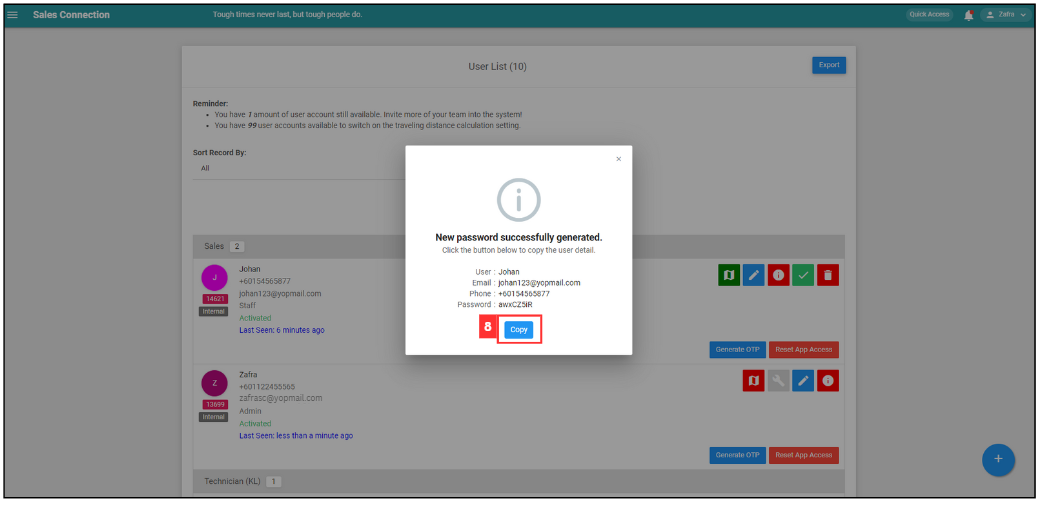 Sales Connection
Tough times never last, but tough people do.
Quick Access
Zafra
User List (10)
Export
Reminder:
You have 1 amount of user account still available. Invite more of your team into the system!
You have 99 user accounts available to switch on the traveling distance calculation setting.
Sort Record By:
All
New password successfully generated.
Click the button below to copy the user detail.
User : Johan
Email : johan123@yopmail.com
Phone : +60154565877
Password : awxCZ5iR
8
Copy
Sales 2
J
14621
Internal
Johan
+60154565877
johan123@yopmail.com
Staff
Activated
Last Seen: 6 minutes ago
Generate OTP Reset App Access
Z
13699
Internal
Zafra
+601122455565
zafrasc@yopmail.com
Admin
Activated
Last Seen: less than a minute ago
Generate OTP Reset App Access
Technician (KL) 1